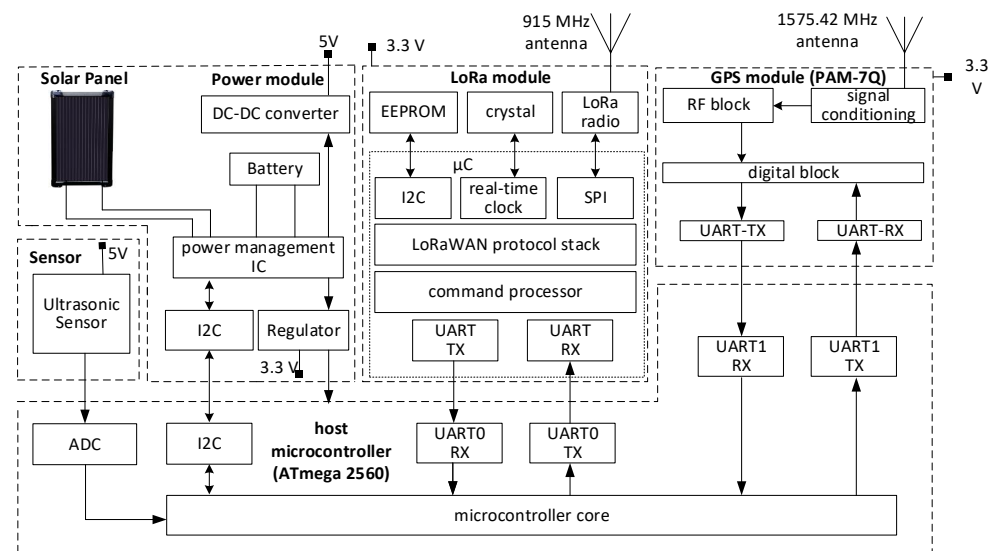 915 MHz
antenna
1575.42 MHz
antenna
5V
3.3 V
3.3
V
Solar Panel
Power module
LoRa module
GPS module (PAM-7Q)
DC-DC converter
EEPROM
crystal
LoRa
radio
RF block
signal
conditioning
Battery
μC
I2C
real-time
clock
SPI
digital block
UART-TX
UART-RX
power management
IC
LoRaWAN protocol stack
Sensor
5V
Ultrasonic
Sensor
command processor
I2C
Regulator
3.3 V
UART
TX
UART
RX
UART1
RX
UART1
TX
ADC
I2C
host
microcontroller
(ATmega 2560)
UART0
RX
UART0
TX
microcontroller core